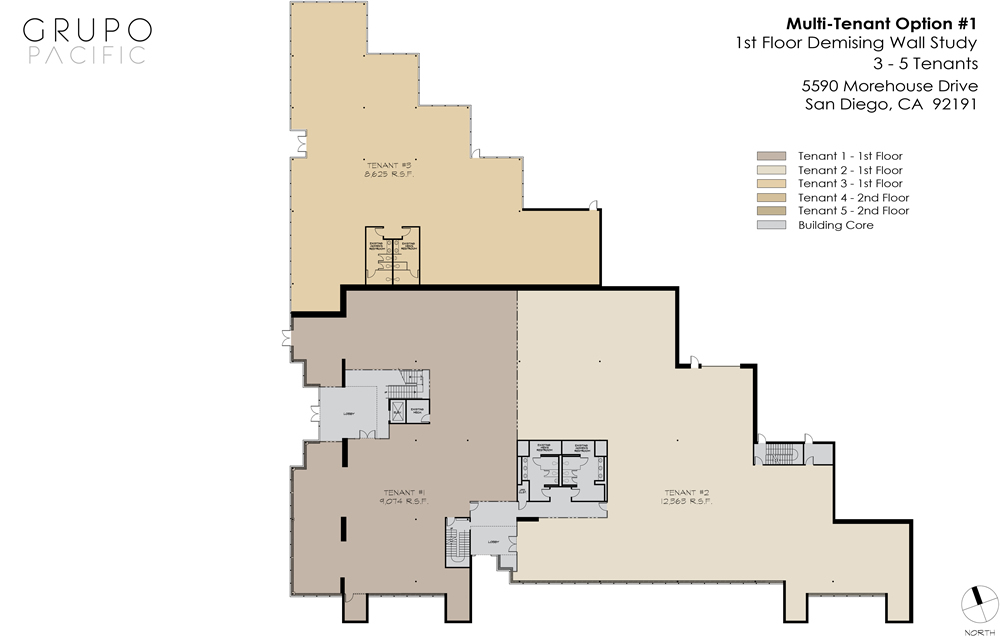 GRUPO
PACIFIC
Multi-Tenant Option #1
1st Floor Demising Wall Study
3 - 5 Tenants
5590 Morehouse Drive
San Diego, CA 92191
Tenant 1 - 1st Floor
Tenant 2 - 1st Floor
Tenant 3 - 1st Floor
Tenant 4 - 2nd Floor
Tenant 5 - 2nd Floor
Building Core
TENANT #3
8,625 R.S.F.
EXISTING WOMEN'S RESTROOM
EXISTING MEN'S RESTROOM
LOBBY
ELEV.
EXISTING
EXISTING
EXISTING
RESTROOM
RESTROOM
TENANT #1
9,074 R.S.F.
TENANT #2
12,363 R.S.F.
LOBBY
NORTH